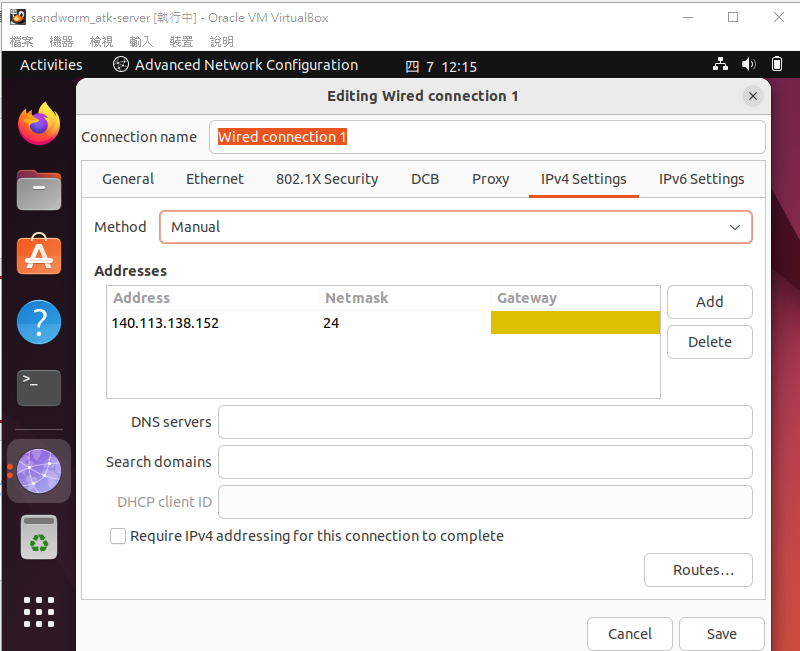 sandworm_atk-server [執行中] - Oracle VM VirtualBox
檔案 機器 檢視 輸入 裝置 說明
Activities Advanced Network Configuration 四 7 12:15
Editing Wired connection 1
Connection name Wired connection 1
General Ethernet 802.1X Security DCB Proxy IPv4 Settings IPv6 Settings
Method Manual
Addresses
Address Netmask Gateway
140.113.138.152 24
Add
Delete
DNS servers
Search domains
DHCP client ID
Require IPv4 addressing for this connection to complete
Routes...
Cancel Save